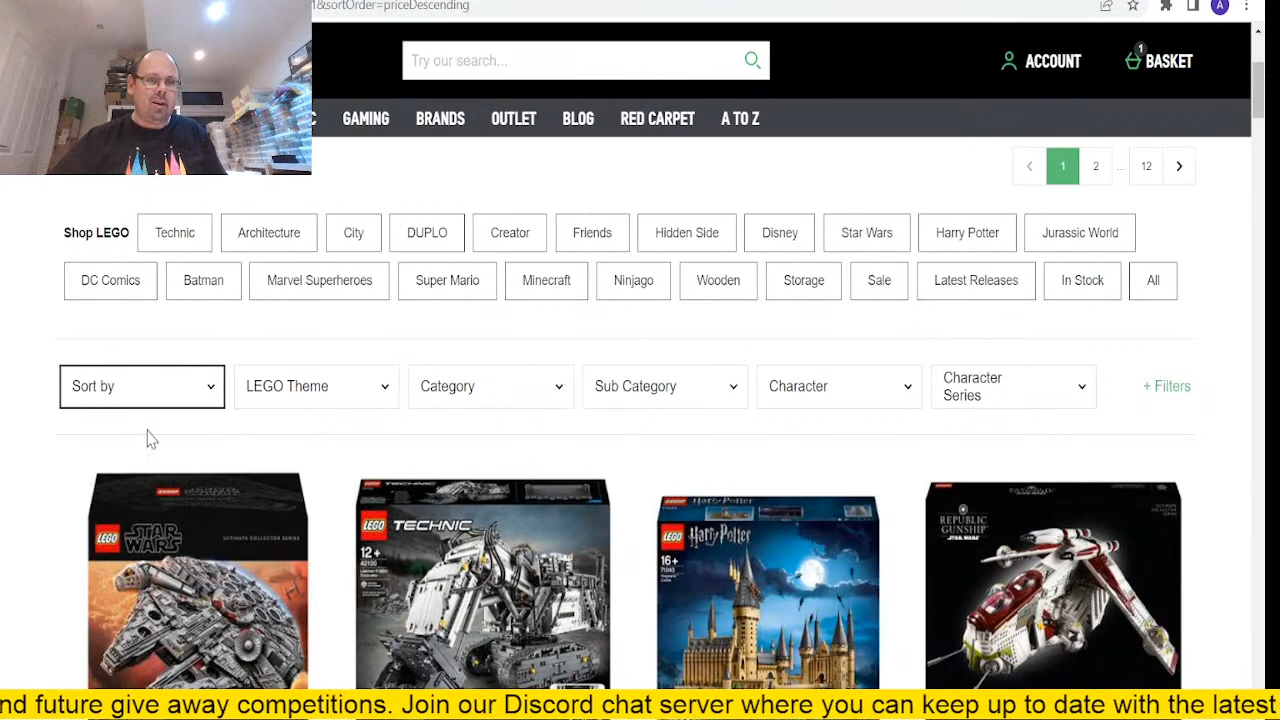 1&sortOrder=priceDescending
A
Try our search...
ACCOUNT
1
BASKET
GAMING
BRANDS
OUTLET
BLOG
RED CARPET
A TO Z
1
2
...
12
Shop LEGO
Technic
Architecture
City
DUPLO
Creator
Friends
Hidden Side
Disney
Star Wars
Harry Potter
Jurassic World
DC Comics
Batman
Marvel Superheroes
Super Mario
Minecraft
Ninjago
Wooden
Storage
Sale
Latest Releases
In Stock
All
Sort by
LEGO Theme
Category
Sub Category
Character
Character
Series
+ Filters
LEGO
STAR
WARS
ULTIMATE COLLECTOR SERIES
LEGO
TECHNIC
12+
42100
LEGO
Harry Potter
16+
71043
LEGO
REPUBLIC
GUNSHIP
STAR WARS
nd future give away competitions. Join our Discord chat server where you can keep up to date with the latest